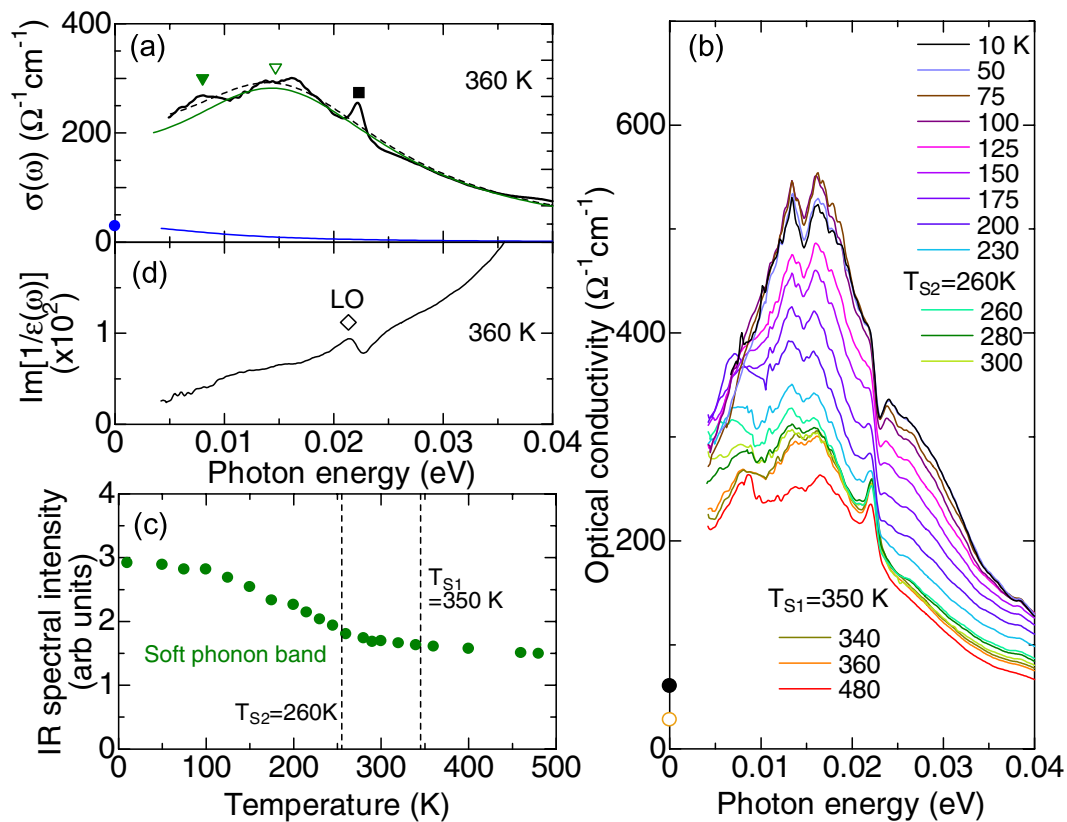 (a)
360 K
400
200
0
σ(ω) (Ω⁻¹ cm⁻¹)
(d)
LO
360 K
1
0
Im[1/ε(ω)]
(x10²)
0
0.01
0.02
0.03
0.04
Photon energy (eV)
(c)
4
3
2
1
0
IR spectral intensity
(arb units)
T_S1
=350 K
Soft phonon band
T_S2=260K
0
100
200
300
400
500
Temperature (K)
(b)
10 K
50
75
100
125
150
175
200
230
T_S2=260K
260
280
300
T_S1=350 K
340
360
480
600
400
200
0
Optical conductivity (Ω⁻¹ cm⁻¹)
0
0.01
0.02
0.03
0.04
Photon energy (eV)